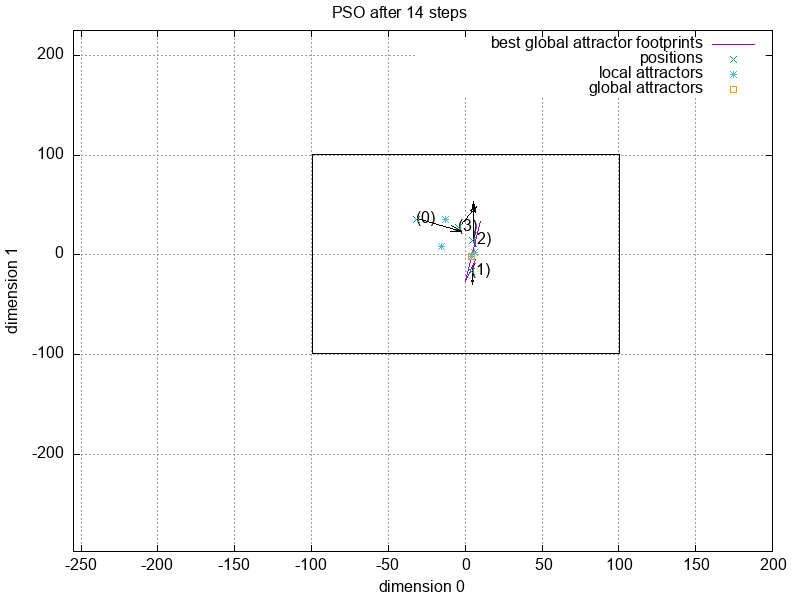 PSO after 14 steps
best global attractor footprints
positions
local attractors
global attractors
200
100
0
-100
-200
dimension 1
(0)
(3)
2)
1)
-250 -200 -150 -100 -50 0 50 100 150 200
dimension 0